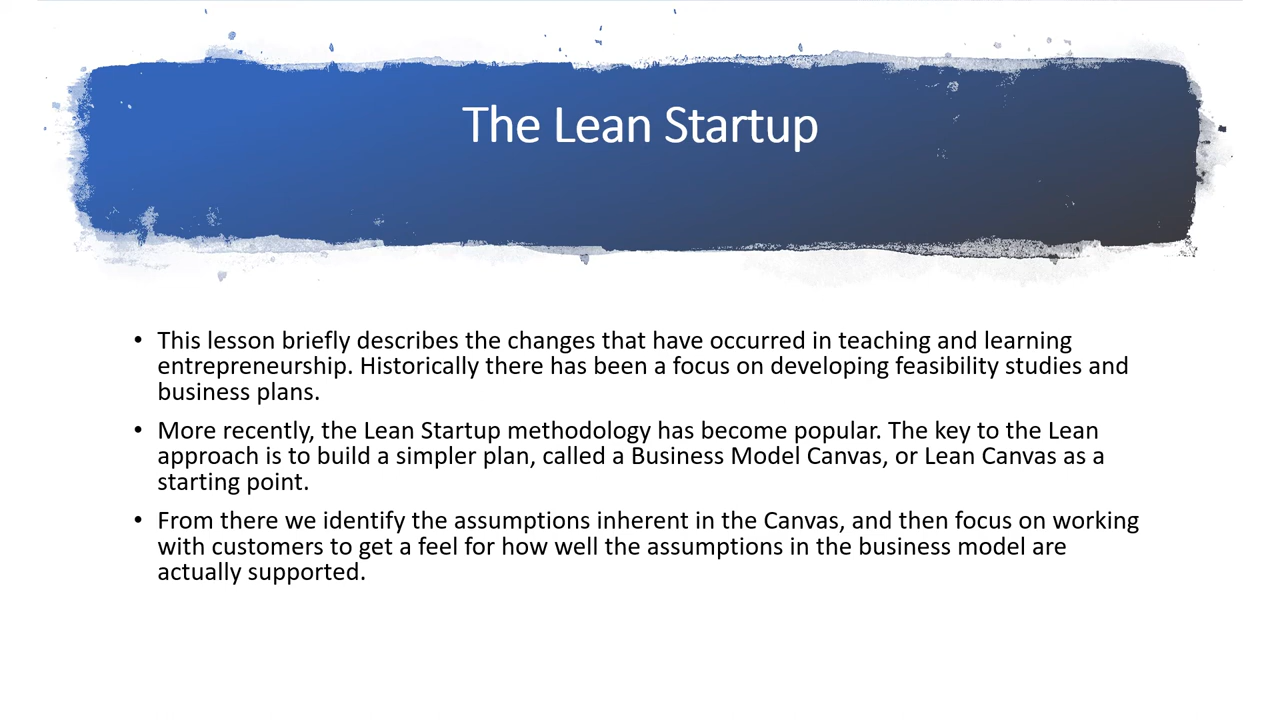 The Lean Startup
• This lesson briefly describes the changes that have occurred in teaching and learning
entrepreneurship. Historically there has been a focus on developing feasibility studies and
business plans.
• More recently, the Lean Startup methodology has become popular. The key to the Lean
approach is to build a simpler plan, called a Business Model Canvas, or Lean Canvas as a
starting point.
• From there we identify the assumptions inherent in the Canvas, and then focus on working
with customers to get a feel for how well the assumptions in the business model are
actually supported.